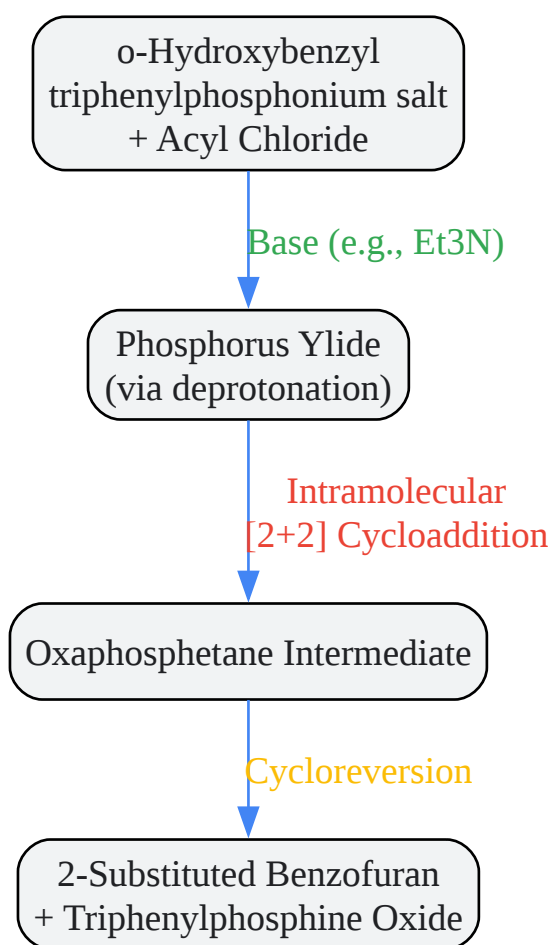 o-Hydroxybenzyl
triphenylphosphonium salt
+ Acyl Chloride
Base (e.g., Et3N)
Phosphorus Ylide
(via deprotonation)
Intramolecular
[2+2] Cycloaddition
Oxaphosphetane Intermediate
Cycloreversion
2-Substituted Benzofuran
+ Triphenylphosphine Oxide